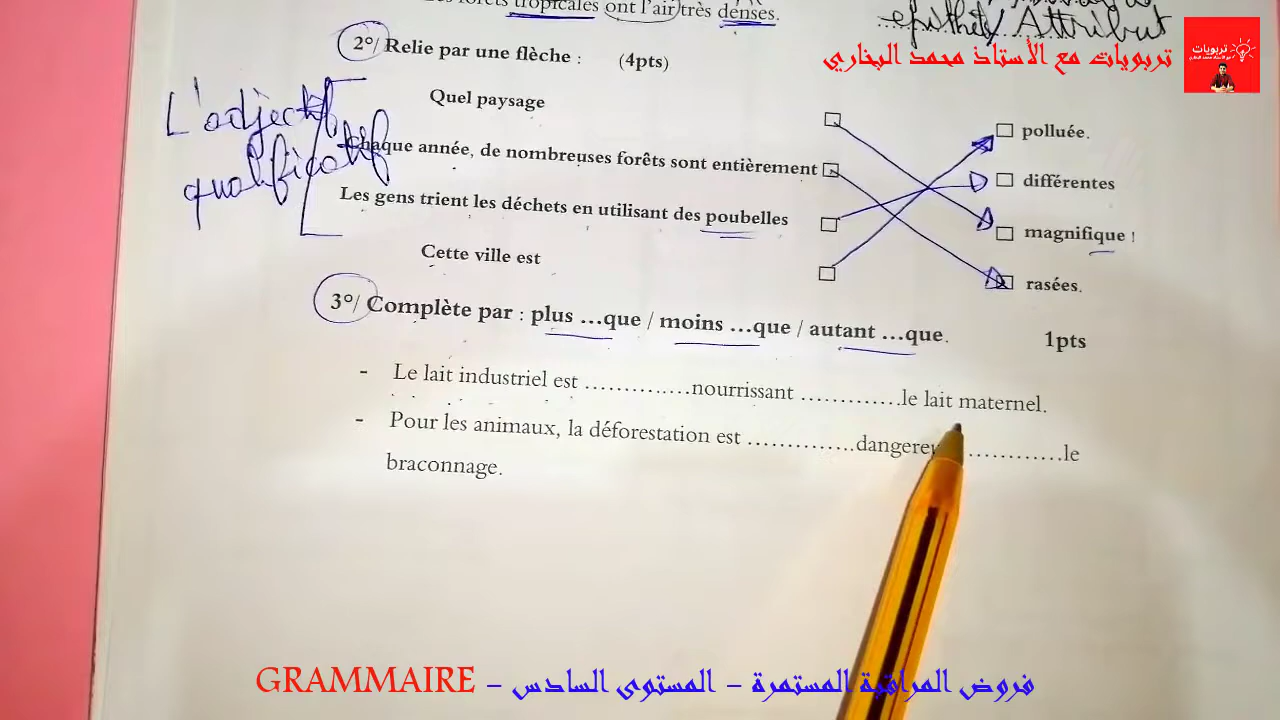 forêts tropicales ont l'air très denses.
epithète/Attribut
تربويات مع الأستاذ محمد البخاري
تربويات
2°/ Relie par une flèche : (4pts)
L'adjectif
qualificatif
Quel paysage
polluée.
Chaque année, de nombreuses forêts sont entièrement
différentes
Les gens trient les déchets en utilisant des poubelles
magnifique !
Cette ville est
rasées.
3°/ Complète par : plus …que / moins …que / autant …que. 1pts
- Le lait industriel est ……………nourrissant …………le lait maternel.
- Pour les animaux, la déforestation est ………….. …………le
braconnage.
GRAMMAIRE – فروض المراقبة المستمرة – المستوى السادس